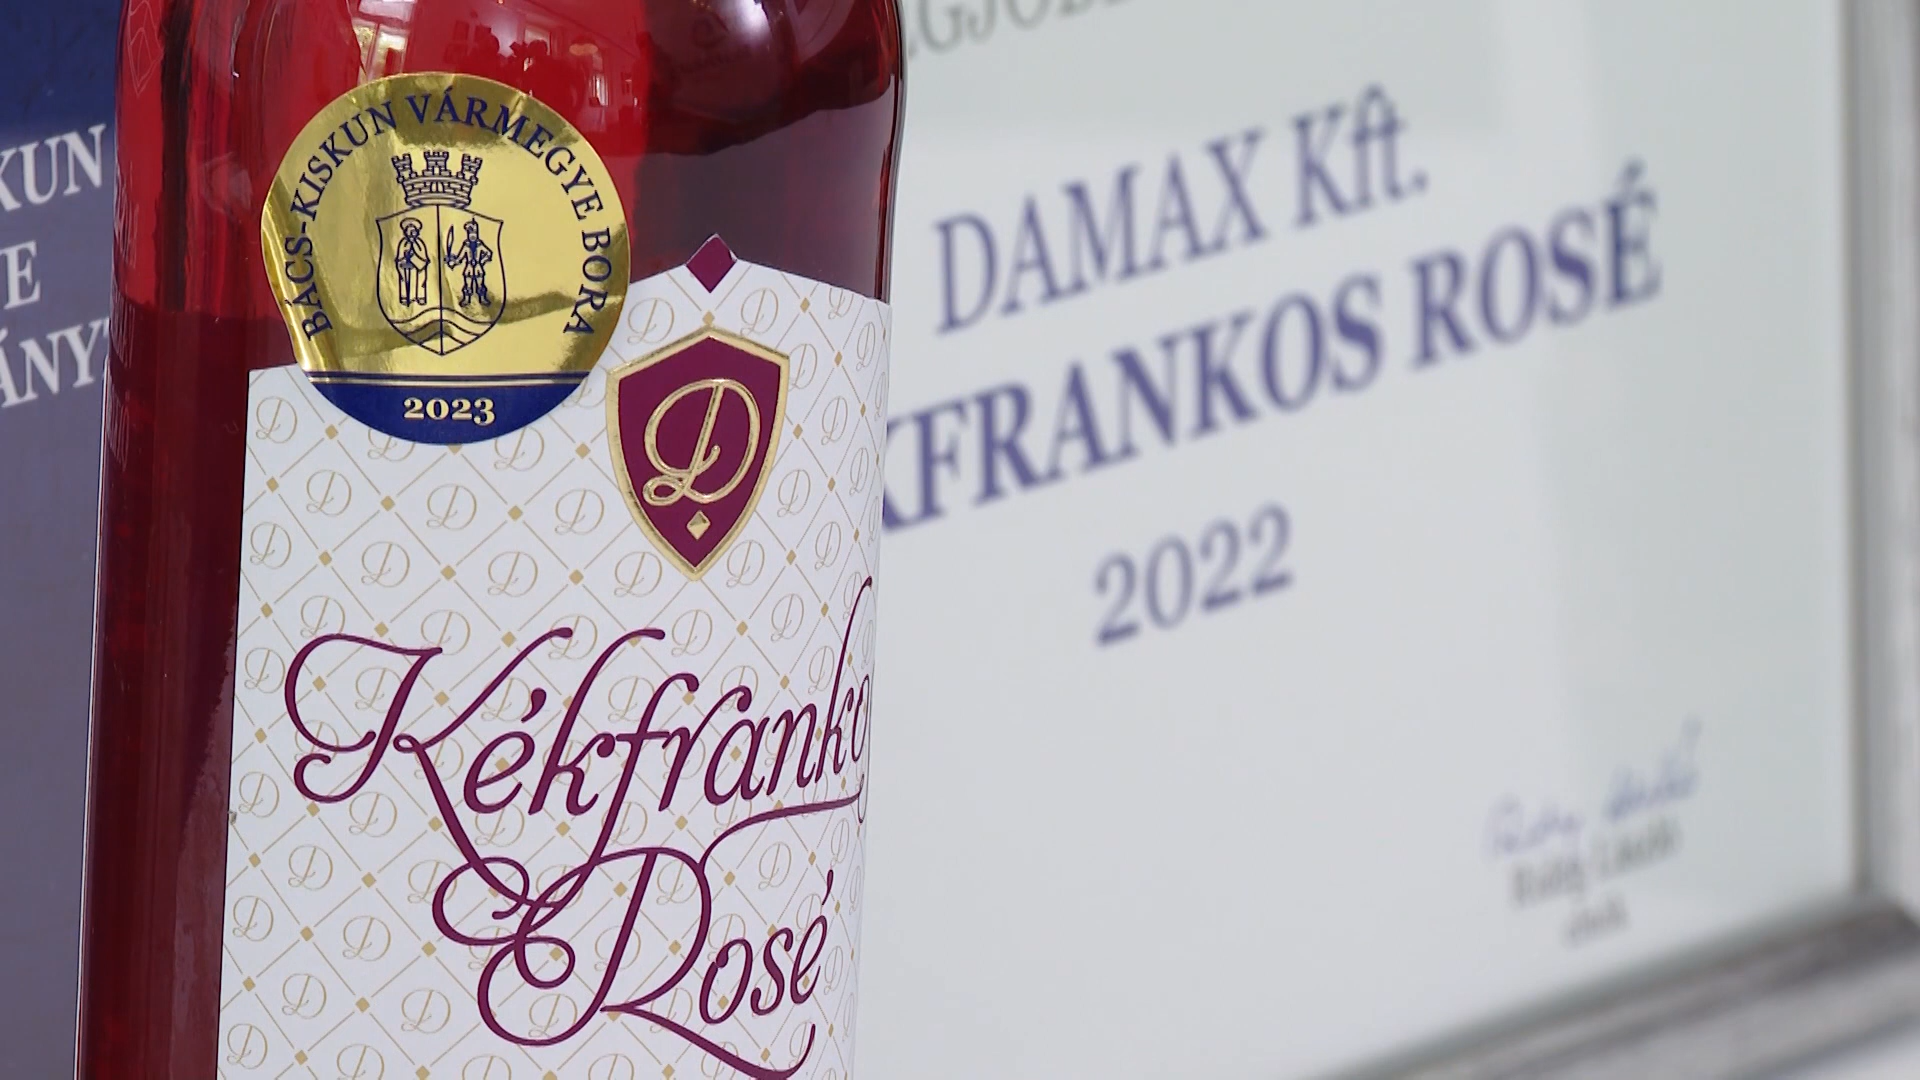 KUN
E
ÁNY
BÁCS-KISKUN VÁRMEGYE BORA
2023
D
Kékfranko
Rosé
DAMAX Kft.
KFRANKOS ROSÉ
2022